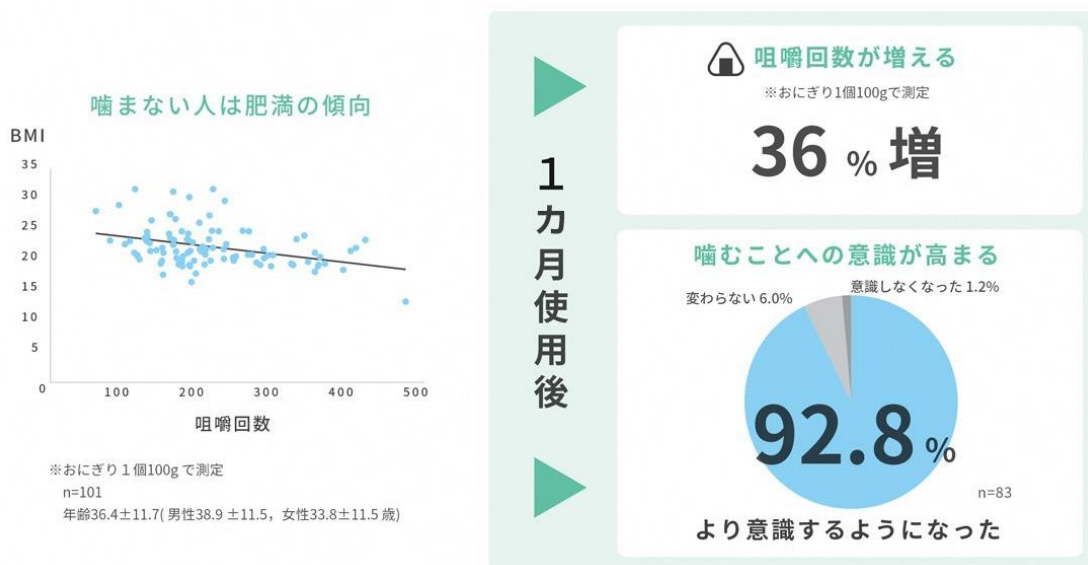 噛まない人は肥満の傾向
BMI
35
30
25
20
15
10
5
0
100 200 300 400 500
咀嚼回数
※おにぎり1個100gで測定
n=101
年齢36.4±11.7( 男性38.9 ±11.5，女性33.8±11.5 歳)
1カ月使用後
咀嚼回数が増える
※おにぎり1個100gで測定
36 % 増
噛むことへの意識が高まる
変わらない 6.0%
意識しなくなった 1.2%
92.8 %
n=83
より意識するようになった